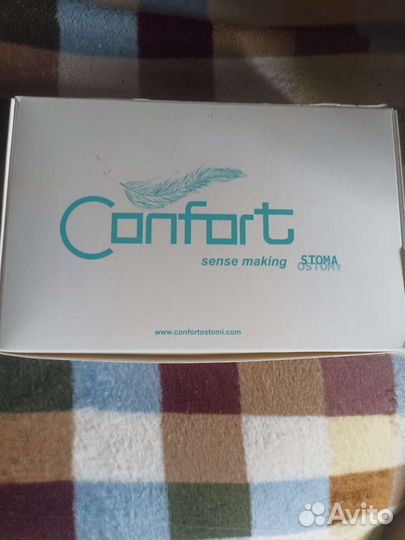 Confort
sense making STOMA
OSTOMY
www.confortostomi.com
Avito